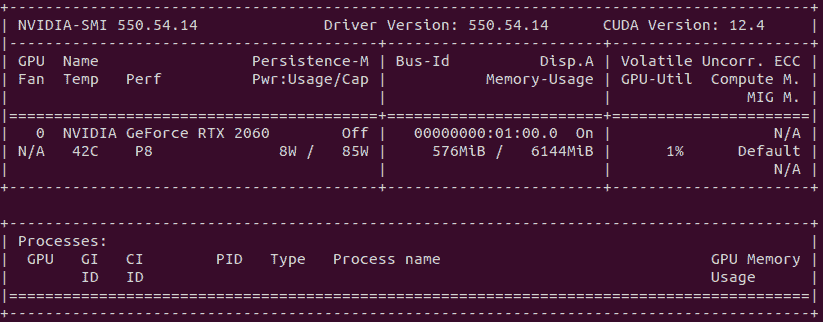 +-----------------------------------------------------------------------------------------+
| NVIDIA-SMI 550.54.14              Driver Version: 550.54.14      CUDA Version: 12.4     |
|-----------------------------------------+------------------------+----------------------+
| GPU  Name                 Persistence-M | Bus-Id          Disp.A | Volatile Uncorr. ECC |
| Fan  Temp   Perf          Pwr:Usage/Cap |           Memory-Usage | GPU-Util  Compute M. |
|                                         |                        |               MIG M. |
|=========================================+========================+======================|
|   0  NVIDIA GeForce RTX 2060        Off |   00000000:01:00.0  On |                  N/A |
| N/A   42C    P8              8W /   85W |     576MiB /   6144MiB |      1%      Default |
|                                         |                        |                  N/A |
+-----------------------------------------+------------------------+----------------------+

+-----------------------------------------------------------------------------------------+
| Processes:                                                                              |
|  GPU   GI   CI        PID   Type   Process name                              GPU Memory |
|        ID   ID                                                               Usage      |
|=========================================================================================|
+-----------------------------------------------------------------------------------------+